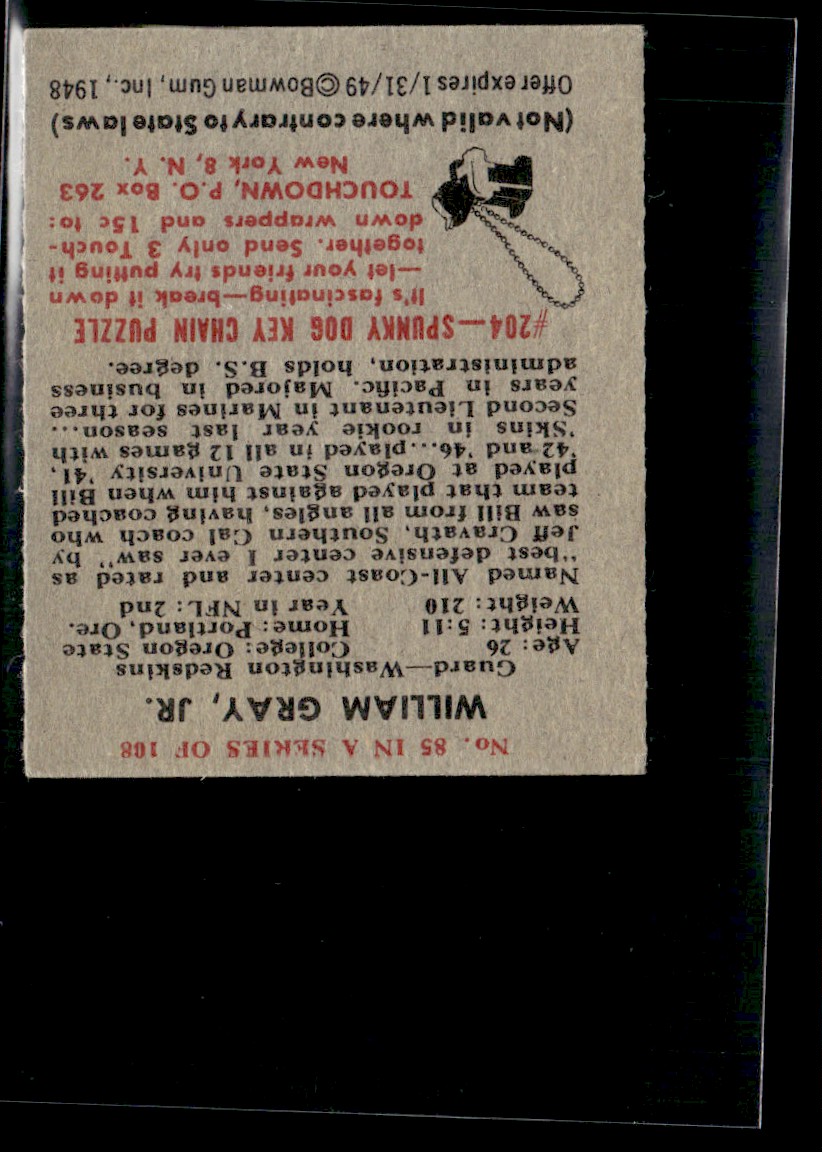 No. 85 IN A SERIES OF 108
WILLIAM GRAY, JR.
Guard—Washington Redskins
Age: 26 College: Oregon State
Height: 5:11 Home: Portland, Ore.
Weight: 210 Year in NFL: 2nd
Named All-Coast center and rated as
"best defensive center I ever saw" by
Jeff Cravath, Southern Cal coach who
saw Bill from all angles, having coached
team that played against him when Bill
played at Oregon State University '41,
'42 and '46...played in all 12 games with
'Skins in rookie year last season...
Second Lieutenant in Marines for three
years in Pacific. Majored in business
administration, holds B.S. degree.
#204—SPUNKY DOG KEY CHAIN PUZZLE
It's fascinating—break it down
—let your friends try putting it
together. Send only 3 Touch-
down wrappers and 15c to:
TOUCHDOWN, P.O. Box 263
New York 8, N. Y.
(Not valid where contrary to State laws)
Offer expires 1/31/49 ©Bowman Gum, Inc., 1948